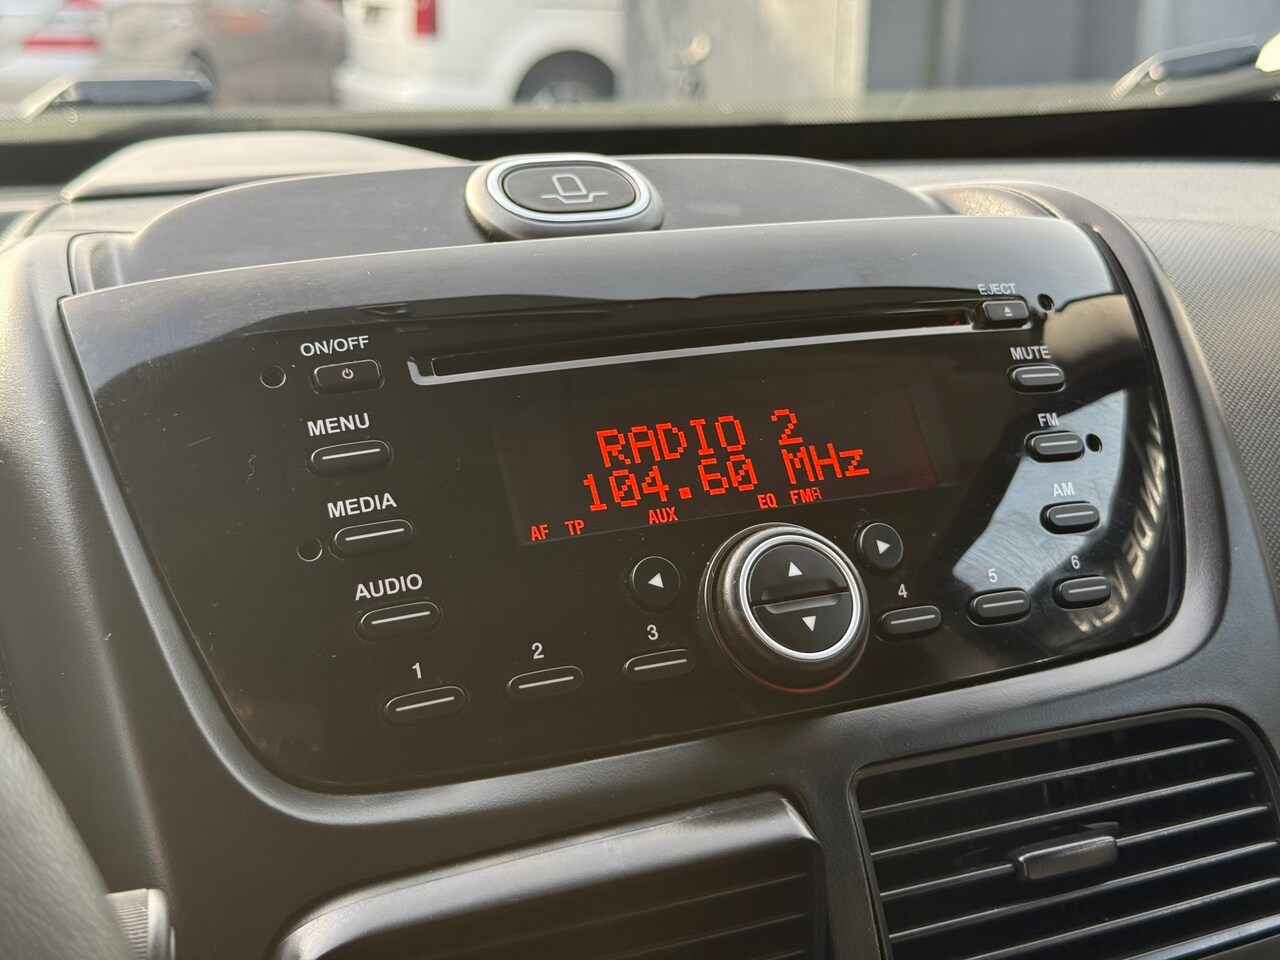 EJECT
ON/OFF
MUTE
MENU
FM
RADIO 2
104.60 MHz
MEDIA
AM
AF TP AUX EQ FMR
AUDIO
1 2 3 4 5 6